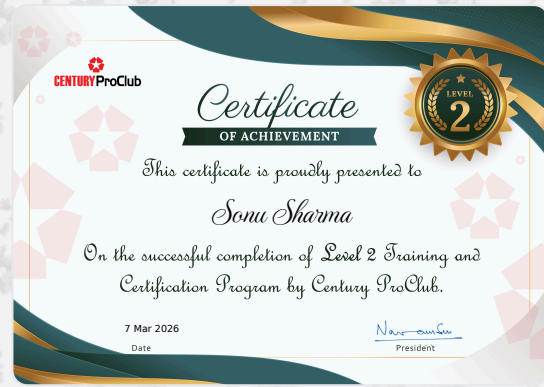 CENTURY ProClub
Certificate
OF ACHIEVEMENT
LEVEL
2
This certificate is proudly presented to
Sonu Sharma
On the successful completion of Level 2 Training and
Certification Program by Century ProClub.
7 Mar 2026
Date
President